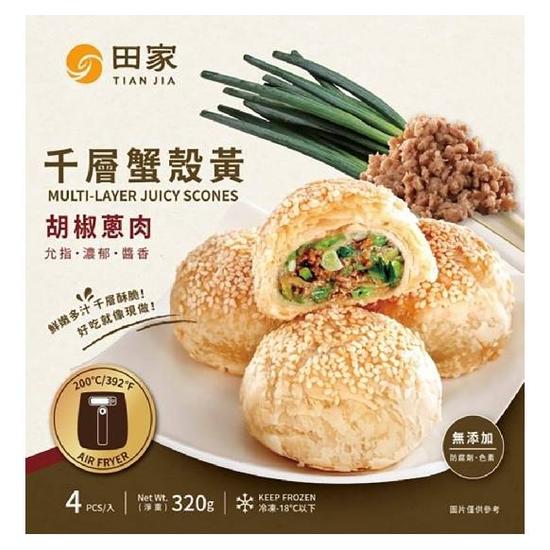 田家
TIAN JIA
千層蟹殼黃
MULTI-LAYER JUICY SCONES
胡椒蔥肉
允指·濃郁·醬香
鮮嫩多汁千層酥脆!
好吃就像現做!
200°C/392°F
AIR FRYER
無添加
防腐劑·色素
4 PCS/入
Net Wt. 320g
(淨重)
KEEP FROZEN
冷凍-18°C以下
圖片僅供參考